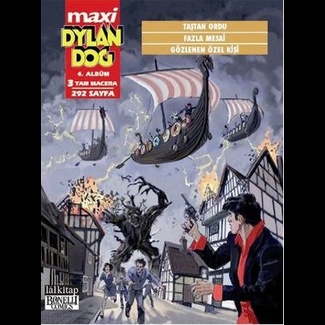 maxi
DYLAN
DOG
4. ALBÜM
3 TAM MACERA
292 SAYFA
TAŞTAN ORDU
FAZLA MESAİ
GÖZLENEN ÖZEL KİŞİ
lâl kitap
BONELLI
COMICS